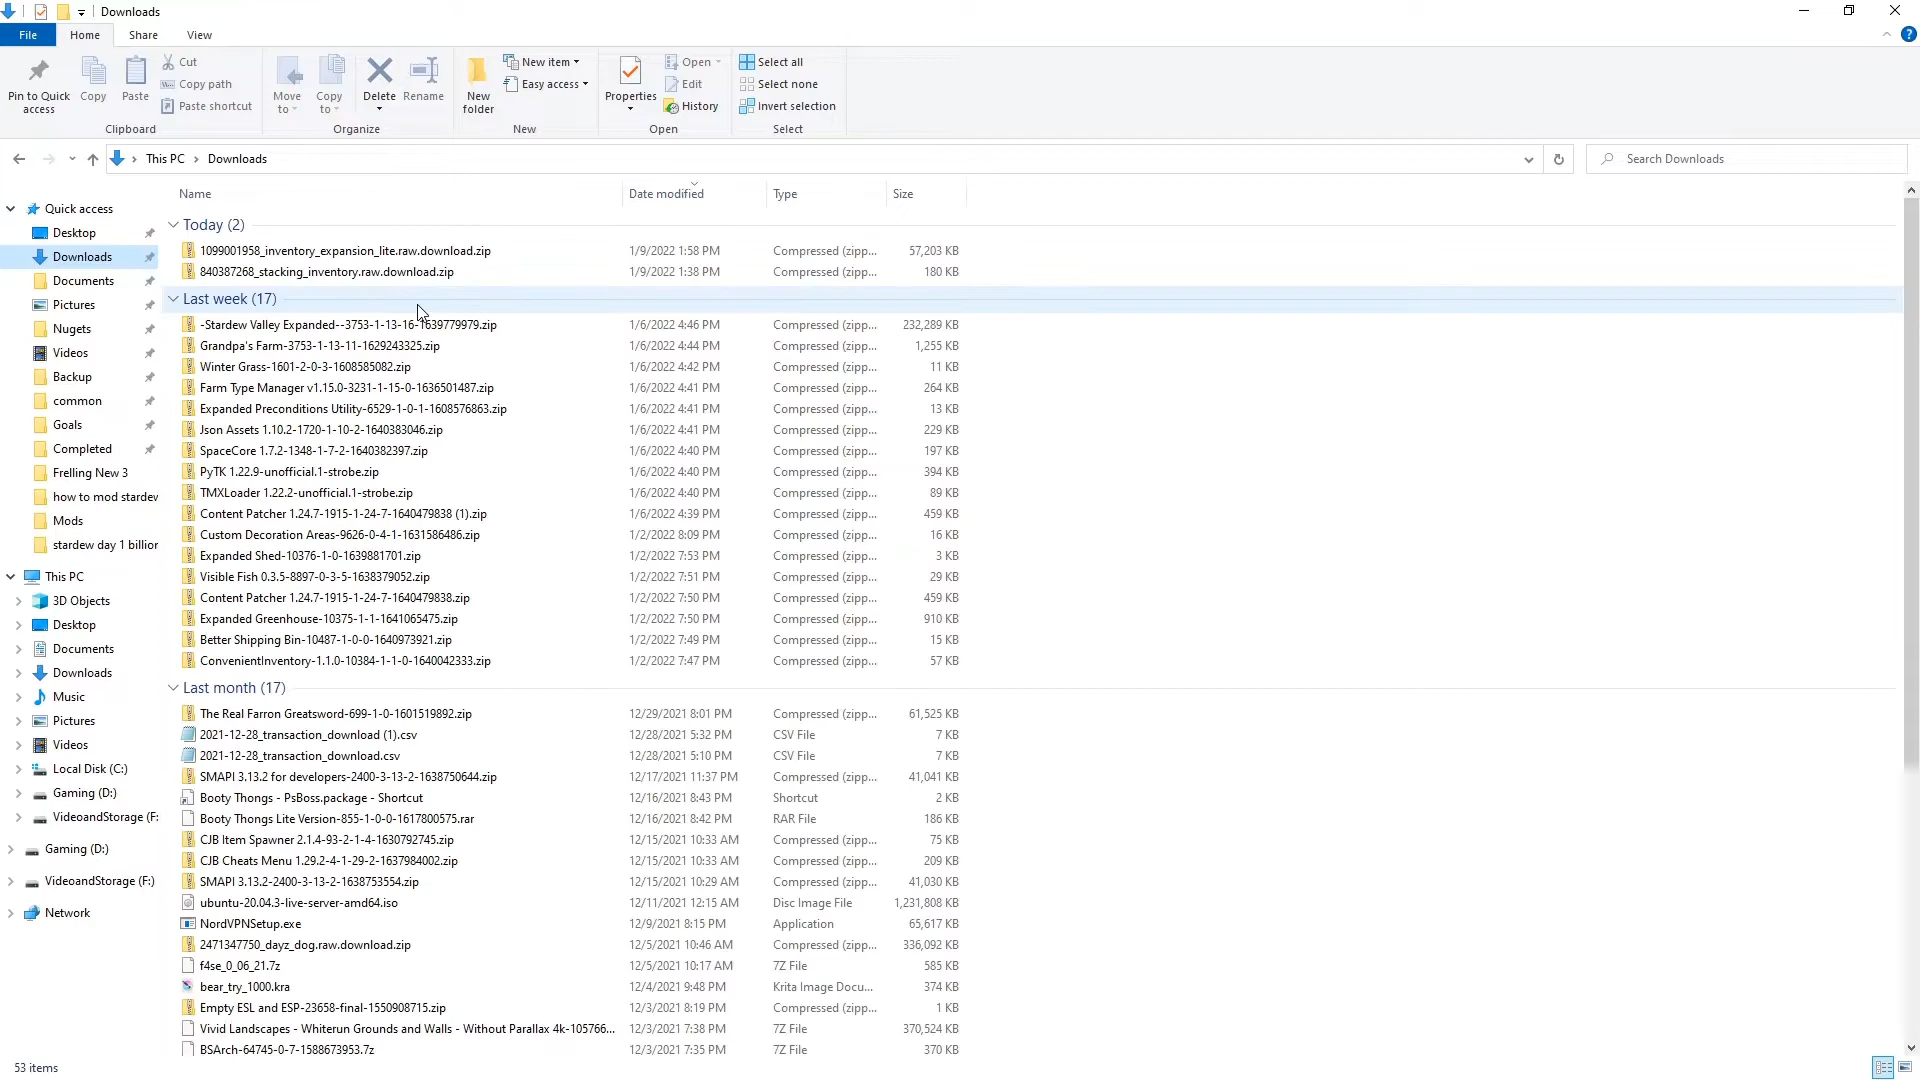 Downloads
File Home Share View
Pin to Quick access
Copy
Paste
Cut
Copy path
Paste shortcut
Clipboard
Move to
Copy to
Delete
Rename
Organize
New folder
New item
Easy access
New
Properties
Open
Edit
History
Open
Select all
Select none
Invert selection
Select
This PC > Downloads
Search Downloads
Name Date modified Type Size
Quick access
Desktop
Downloads
Documents
Pictures
Nugets
Videos
Backup
common
Goals
Completed
Frelling New 3
how to mod stardew
Mods
stardew day 1 billior
This PC
3D Objects
Desktop
Documents
Downloads
Music
Pictures
Videos
Local Disk (C:)
Gaming (D:)
VideoandStorage (F:
Gaming (D:)
VideoandStorage (F:)
Network
Today (2)
1099001958_inventory_expansion_lite.raw.download.zip 1/9/2022 1:58 PM Compressed (zipp... 57,203 KB
840387268_stacking_inventory.raw.download.zip 1/9/2022 1:38 PM Compressed (zipp... 180 KB
Last week (17)
-Stardew Valley Expanded--3753-1-13-16-1639779979.zip 1/6/2022 4:46 PM Compressed (zipp... 232,289 KB
Grandpa's Farm-3753-1-13-11-1629243325.zip 1/6/2022 4:44 PM Compressed (zipp... 1,255 KB
Winter Grass-1601-2-0-3-1608585082.zip 1/6/2022 4:42 PM Compressed (zipp... 11 KB
Farm Type Manager v1.15.0-3231-1-15-0-1636501487.zip 1/6/2022 4:41 PM Compressed (zipp... 264 KB
Expanded Preconditions Utility-6529-1-0-1-1608576863.zip 1/6/2022 4:41 PM Compressed (zipp... 13 KB
Json Assets 1.10.2-1720-1-10-2-1640383046.zip 1/6/2022 4:41 PM Compressed (zipp... 229 KB
SpaceCore 1.7.2-1348-1-7-2-1640382397.zip 1/6/2022 4:40 PM Compressed (zipp... 197 KB
PyTK 1.22.9-unofficial.1-strobe.zip 1/6/2022 4:40 PM Compressed (zipp... 394 KB
TMXLoader 1.22.2-unofficial.1-strobe.zip 1/6/2022 4:40 PM Compressed (zipp... 89 KB
Content Patcher 1.24.7-1915-1-24-7-1640479838 (1).zip 1/6/2022 4:39 PM Compressed (zipp... 459 KB
Custom Decoration Areas-9626-0-4-1-1631586486.zip 1/2/2022 8:09 PM Compressed (zipp... 16 KB
Expanded Shed-10376-1-0-1639881701.zip 1/2/2022 7:53 PM Compressed (zipp... 3 KB
Visible Fish 0.3.5-8897-0-3-5-1638379052.zip 1/2/2022 7:51 PM Compressed (zipp... 29 KB
Content Patcher 1.24.7-1915-1-24-7-1640479838.zip 1/2/2022 7:50 PM Compressed (zipp... 459 KB
Expanded Greenhouse-10375-1-1-1641065475.zip 1/2/2022 7:50 PM Compressed (zipp... 910 KB
Better Shipping Bin-10487-1-0-0-1640973921.zip 1/2/2022 7:49 PM Compressed (zipp... 15 KB
ConvenientInventory-1.1.0-10384-1-1-0-1640042333.zip 1/2/2022 7:47 PM Compressed (zipp... 57 KB
Last month (17)
The Real Farron Greatsword-699-1-0-1601519892.zip 12/29/2021 8:01 PM Compressed (zipp... 61,525 KB
2021-12-28_transaction_download (1).csv 12/28/2021 5:32 PM CSV File 7 KB
2021-12-28_transaction_download.csv 12/28/2021 5:10 PM CSV File 7 KB
SMAPI 3.13.2 for developers-2400-3-13-2-1638750644.zip 12/17/2021 11:37 PM Compressed (zipp... 41,041 KB
Booty Thongs - PsBoss.package - Shortcut 12/16/2021 8:43 PM Shortcut 2 KB
Booty Thongs Lite Version-855-1-0-0-1617800575.rar 12/16/2021 8:42 PM RAR File 186 KB
CJB Item Spawner 2.1.4-93-2-1-4-1630792745.zip 12/15/2021 10:33 AM Compressed (zipp... 75 KB
CJB Cheats Menu 1.29.2-4-1-29-2-1637984002.zip 12/15/2021 10:33 AM Compressed (zipp... 209 KB
SMAPI 3.13.2-2400-3-13-2-1638753554.zip 12/15/2021 10:29 AM Compressed (zipp... 41,030 KB
ubuntu-20.04.3-live-server-amd64.iso 12/11/2021 12:15 AM Disc Image File 1,231,808 KB
NordVPNSetup.exe 12/9/2021 8:15 PM Application 65,617 KB
2471347750_dayz_dog.raw.download.zip 12/5/2021 10:46 AM Compressed (zipp... 336,092 KB
f4se_0_06_21.7z 12/5/2021 10:17 AM 7Z File 585 KB
bear_try_1000.kra 12/4/2021 9:48 PM Krita Image Docu... 374 KB
Empty ESL and ESP-23658-final-1550908715.zip 12/3/2021 8:19 PM Compressed (zipp... 1 KB
Vivid Landscapes - Whiterun Grounds and Walls - Without Parallax 4k-105766... 12/3/2021 7:38 PM 7Z File 370,524 KB
BSArch-64745-0-7-1588673953.7z 12/3/2021 7:35 PM 7Z File 370 KB
53 items